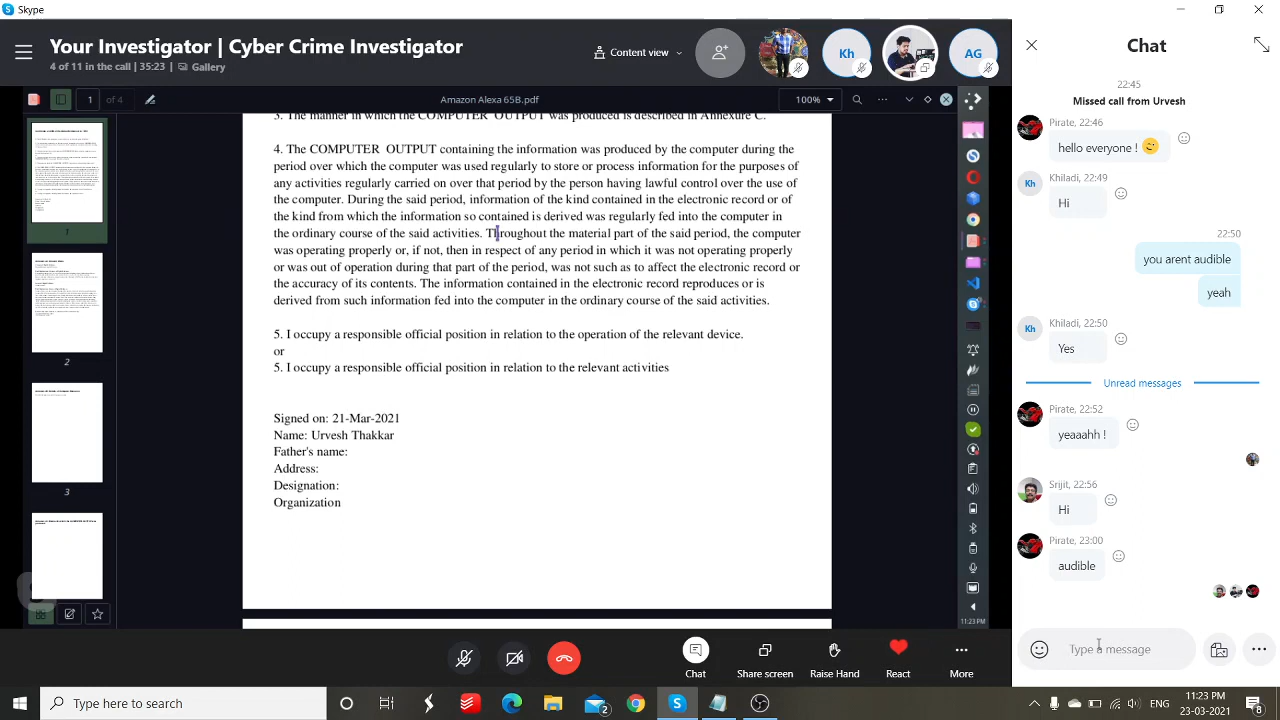 Skype
Your Investigator | Cyber Crime Investigator
4 of 11 in the call | 35:23 | Gallery
Content view
Kh
AG
Chat
1 of 4
Amazon Alexa 65B.pdf
100%
3. The manner in which the COMPUTER OUTPUT was produced is described in Annexure C.
4. The COMPUTER OUTPUT containing the information was produced by the computer during the
period over which the computer was used regularly to store or process information for the purposes of
any activities regularly carried on over that period by the person having lawful control over the use of
the computer. During the said period, information of the kind contained in the electronic record or of
the kind from which the information so contained is derived was regularly fed into the computer in
the ordinary course of the said activities. Throughout the material part of the said period, the computer
was operating properly or, if not, then in respect of any period in which it was not operating properly
or was out of operation during that part of the period, was not such as to affect the electronic record or
the accuracy of its contents. The information contained in the electronic record reproduces or is
derived from such information fed into the computer in the ordinary course of the said activities.
5. I occupy a responsible official position in relation to the operation of the relevant device.
or
5. I occupy a responsible official position in relation to the relevant activities
Signed on: 21-Mar-2021
Name: Urvesh Thakkar
Father's name:
Address:
Designation:
Organization
1
2
3
11:23 PM
22:45
Missed call from Urvesh
Pirate, 22:46
hello everyone !
Khiladi, 22:49
Kh
Hi
22:50
you arent audible
yeah
Khiladi, 22:50
Kh
Yes
Unread messages
Pirate, 22:52
yeaaahh !
Srijit, 22:56
Hi
Pirate, 23:00
audible
Type a message
Chat
Share screen
Raise Hand
React
More
Type here to search
2
ENG
11:23 PM
23-03-2021
8